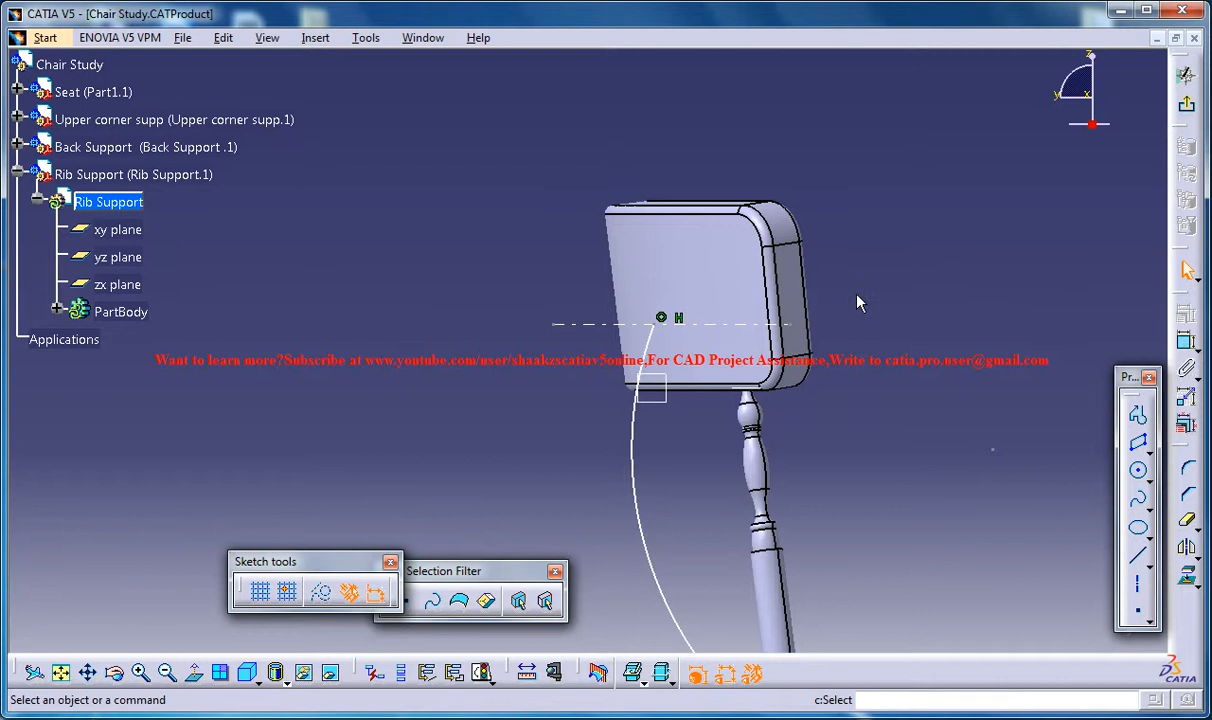 CATIA V5 - [Chair Study.CATProduct]
Start ENOVIA V5 VPM File Edit View Insert Tools Window Help
Chair Study
Seat (Part1.1)
Upper corner supp (Upper corner supp.1)
Back Support (Back Support .1)
Rib Support (Rib Support.1)
Rib Support
xy plane
yz plane
zx plane
PartBody
Applications
z
y
x
H
Want to learn more?Subscribe at www.youtube.com/user/shaakzscatiav5online,For CAD Project Assistance,Write to catia.pro.user@gmail.com
Pr...
Sketch tools
Selection Filter
CATIA
Select an object or a command
c:Select